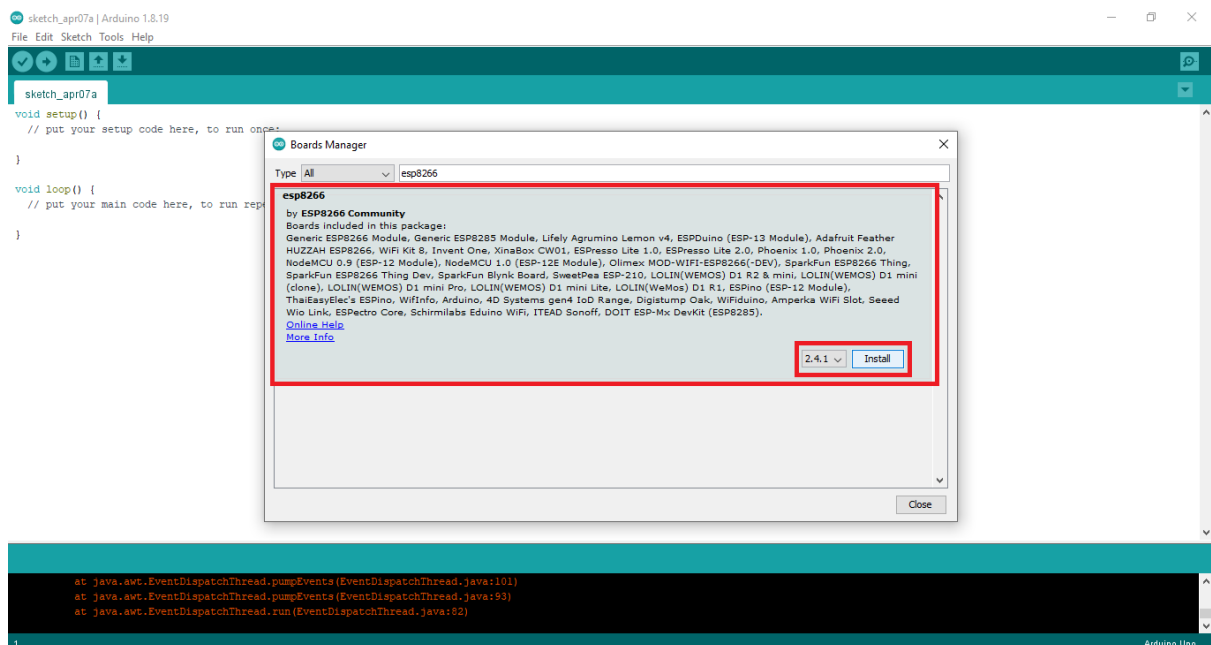 sketch_apr07a | Arduino 1.8.19
File Edit Sketch Tools Help
sketch_apr07a
void setup() {
// put your setup code here, to run once:
}
void loop() {
// put your main code here, to run repe
}
Boards Manager
Type All esp8266
esp8266
by ESP8266 Community
Boards included in this package:
Generic ESP8266 Module, Generic ESP8285 Module, Lifely Agrumino Lemon v4, ESPDuino (ESP-13 Module), Adafruit Feather
HUZZAH ESP8266, WiFi Kit 8, Invent One, XinaBox CW01, ESPresso Lite 1.0, ESPresso Lite 2.0, Phoenix 1.0, Phoenix 2.0,
NodeMCU 0.9 (ESP-12 Module), NodeMCU 1.0 (ESP-12E Module), Olimex MOD-WIFI-ESP8266(-DEV), SparkFun ESP8266 Thing,
SparkFun ESP8266 Thing Dev, SparkFun Blynk Board, SweetPea ESP-210, LOLIN(WEMOS) D1 R2 & mini, LOLIN(WEMOS) D1 mini
(clone), LOLIN(WEMOS) D1 mini Pro, LOLIN(WEMOS) D1 mini Lite, LOLIN(WeMos) D1 R1, ESPino (ESP-12 Module),
ThaiEasyElec's ESPino, WifInfo, Arduino, 4D Systems gen4 IoD Range, Digistump Oak, WiFiduino, Amperka WiFi Slot, Seeed
Wio Link, ESPectro Core, Schirmilabs Eduino WiFi, ITEAD Sonoff, DOIT ESP-Mx DevKit (ESP8285).
Online Help
More Info
2.4.1 Install
Close
at java.awt.EventDispatchThread.pumpEvents(EventDispatchThread.java:101)
at java.awt.EventDispatchThread.pumpEvents(EventDispatchThread.java:93)
at java.awt.EventDispatchThread.run(EventDispatchThread.java:82)
1 Arduino Uno